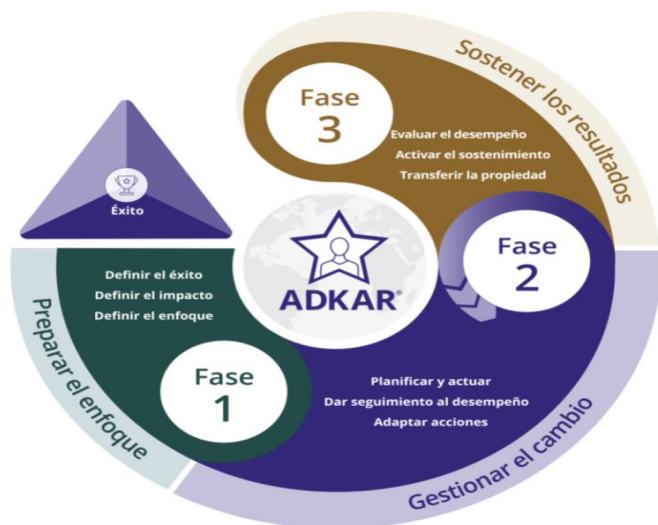 Éxito
Preparar el enfoque
Definir el éxito
Definir el impacto
Definir el enfoque
Fase
1
Gestionar el cambio
Fase
2
Planificar y actuar
Dar seguimiento al desempeño
Adaptar acciones
Sostener los resultados
Fase
3
Evaluar el desempeño
Activar el sostenimiento
Transferir la propiedad
ADKAR®